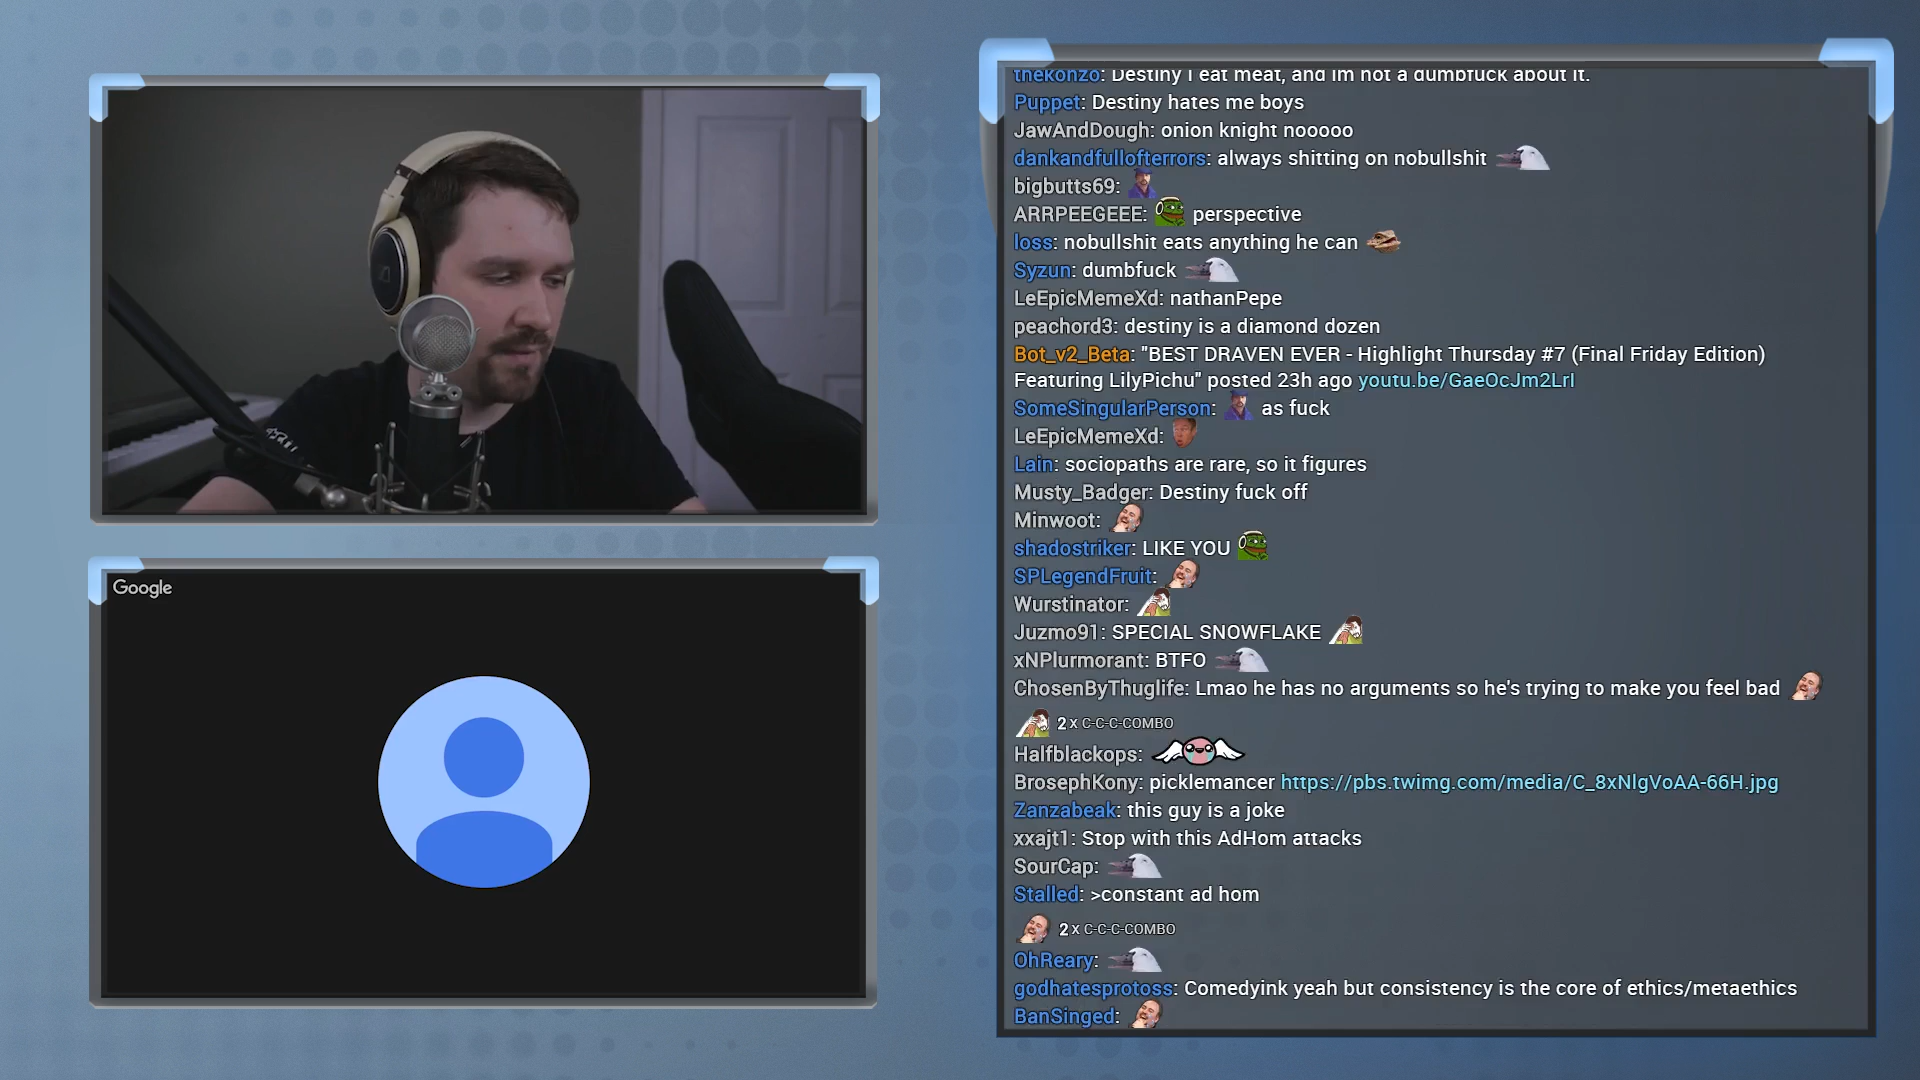 thekonzo: Destiny I eat meat, and im not a dumbfuck about it.
Puppet: Destiny hates me boys
JawAndDough: onion knight nooooo
dankandfullofterrors: always shitting on nobullshit
bigbutts69:
ARRPEEGEEE: perspective
loss: nobullshit eats anything he can
Syzun: dumbfuck
LeEpicMemeXd: nathanPepe
peachord3: destiny is a diamond dozen
Bot_v2_Beta: "BEST DRAVEN EVER - Highlight Thursday #7 (Final Friday Edition)
Featuring LilyPichu" posted 23h ago youtu.be/GaeOcJm2LrI
SomeSingularPerson: as fuck
LeEpicMemeXd:
Lain: sociopaths are rare, so it figures
Musty_Badger: Destiny fuck off
Minwoot:
shadostriker: LIKE YOU
SPLegendFruit:
Wurstinator:
Juzmo91: SPECIAL SNOWFLAKE
xNPlurmorant: BTFO
ChosenByThuglife: Lmao he has no arguments so he's trying to make you feel bad
2x C-C-C-COMBO
Halfblackops:
BrosephKony: picklemancer https://pbs.twimg.com/media/C_8xNlgVoAA-66H.jpg
Zanzabeak: this guy is a joke
xxajt1: Stop with this AdHom attacks
SourCap:
Stalled: >constant ad hom
2x C-C-C-COMBO
OhReary:
godhatesprotoss: Comedyink yeah but consistency is the core of ethics/metaethics
BanSinged:
Google